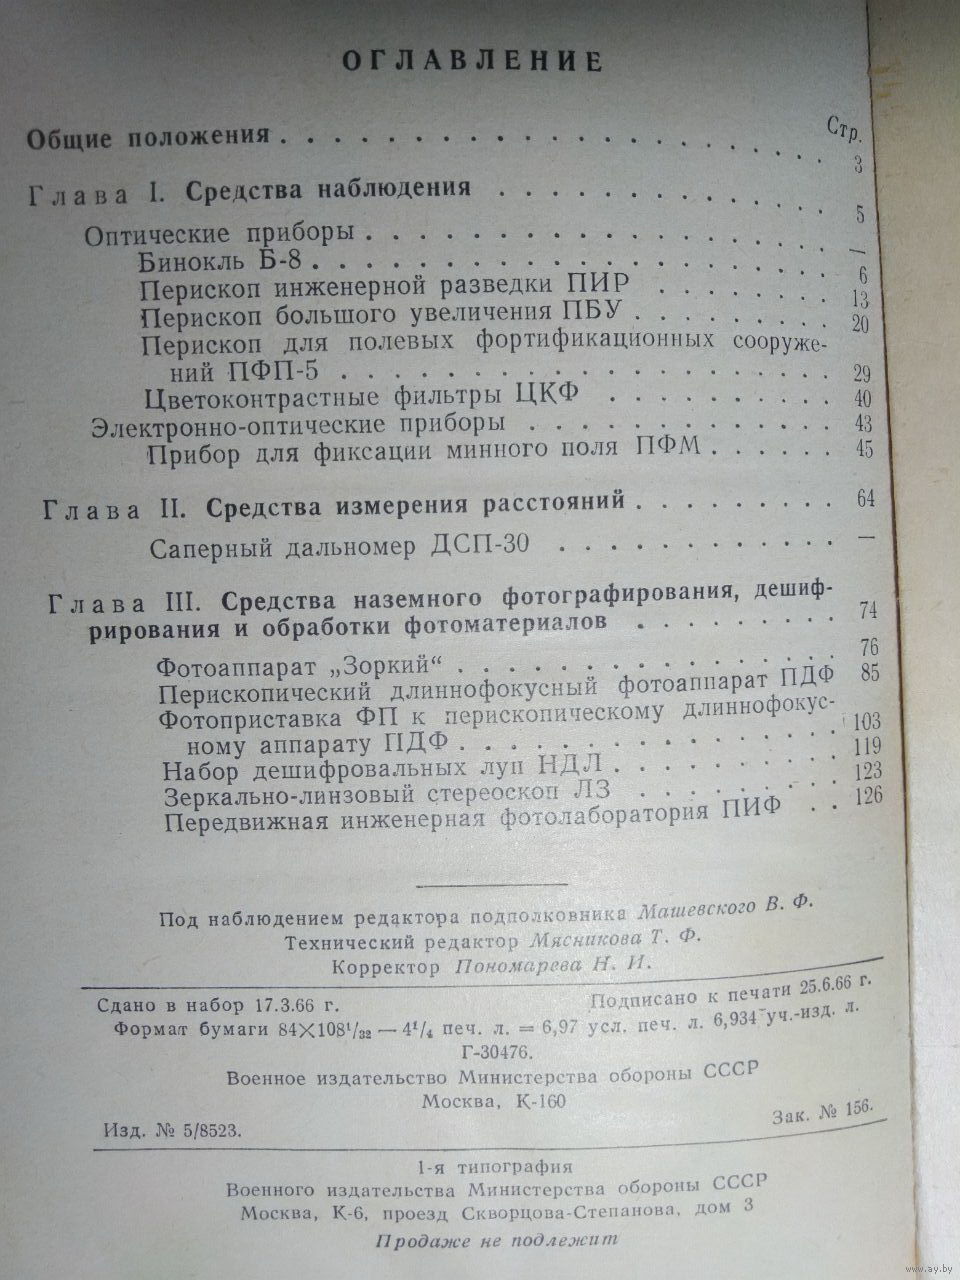 ОГЛАВЛЕНИЕ
Стр.
Общие положения . . . . . . . . . . . . . . . . . . . 3
Глава I. Средства наблюдения . . . . . . . . . . . . 5
Оптические приборы . . . . . . . . . . . . . . . . . —
Бинокль Б-8 . . . . . . . . . . . . . . . . . . . 6
Перископ инженерной разведки ПИР . . . . . . . 13
Перископ большого увеличения ПБУ . . . . . . . . 20
Перископ для полевых фортификационных сооруже-
ний ПФП-5 . . . . . . . . . . . . . . . . . . 29
Цветоконтрастные фильтры ЦКФ . . . . . . . . . 40
Электронно-оптические приборы . . . . . . . . . . . . 43
Прибор для фиксации минного поля ПФМ . . . . . . 45
Глава II. Средства измерения расстояний . . . . . . . . . 64
Саперный дальномер ДСП-30 . . . . . . . . . . . . —
Глава III. Средства наземного фотографирования, дешиф-
рирования и обработки фотоматериалов . . . . . . . . . 74
Фотоаппарат „Зоркий“ . . . . . . . . . . . . . . . 76
Перископический длиннофокусный фотоаппарат ПДФ 85
Фотоприставка ФП к перископическому длиннофокус-
ному аппарату ПДФ . . . . . . . . . . . . . . . 103
Набор дешифровальных луп НДЛ . . . . . . . . . 119
Зеркально-линзовый стереоскоп ЛЗ . . . . . . . . 123
Передвижная инженерная фотолаборатория ПИФ . . 126
Под наблюдением редактора подполковника Машевского В. Ф.
Технический редактор Мясникова Т. Ф.
Корректор Пономарева Н. И.
Сдано в набор 17.3.66 г. Подписано к печати 25.6.66 г.
Формат бумаги 84×108¹/₃₂ — 4¹/₄ печ. л. = 6,97 усл. печ. л. 6,934 уч.-изд. л.
Г-30476.
Военное издательство Министерства обороны СССР
Москва, К-160
Изд. № 5/8523. Зак. № 156.
1-я типография
Военного издательства Министерства обороны СССР
Москва, К-6, проезд Скворцова-Степанова, дом 3
Продаже не подлежит
www.ay.by